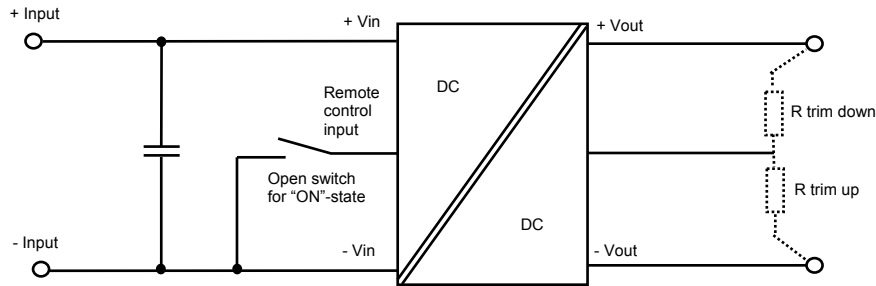 + Input
+ Vin
+ Vout
DC
Remote
control
input
R trim down
Open switch
for "ON"-state
R trim up
DC
- Input
- Vin
- Vout